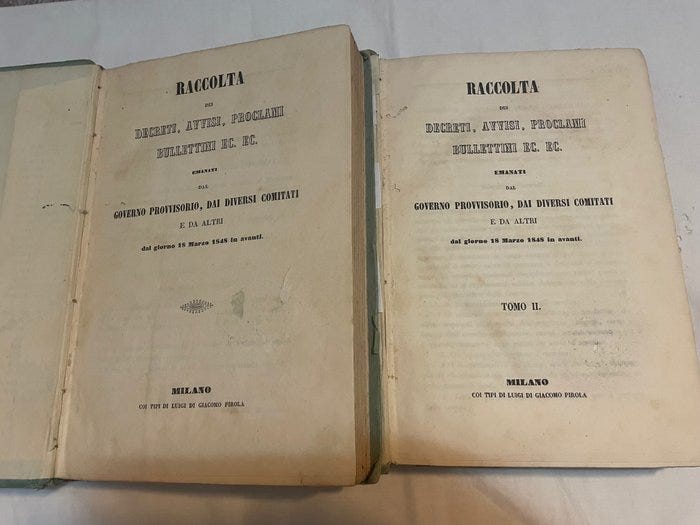 RACCOLTA
DEI
DECRETI, AVVISI, PROCLAMI
BULLETTINI EC. EC.
EMANATI
DAL
GOVERNO PROVVISORIO, DAI DIVERSI COMITATI
E DA ALTRI
dal giorno 18 Marzo 1848 in avanti.
MILANO
COI TIPI DI LUIGI DI GIACOMO PIROLA
RACCOLTA
DEI
DECRETI, AVVISI, PROCLAMI
BULLETTINI EC. EC.
EMANATI
DAL
GOVERNO PROVVISORIO, DAI DIVERSI COMITATI
E DA ALTRI
dal giorno 18 Marzo 1848 in avanti.
TOMO II.
MILANO
COI TIPI DI LUIGI DI GIACOMO PIROLA